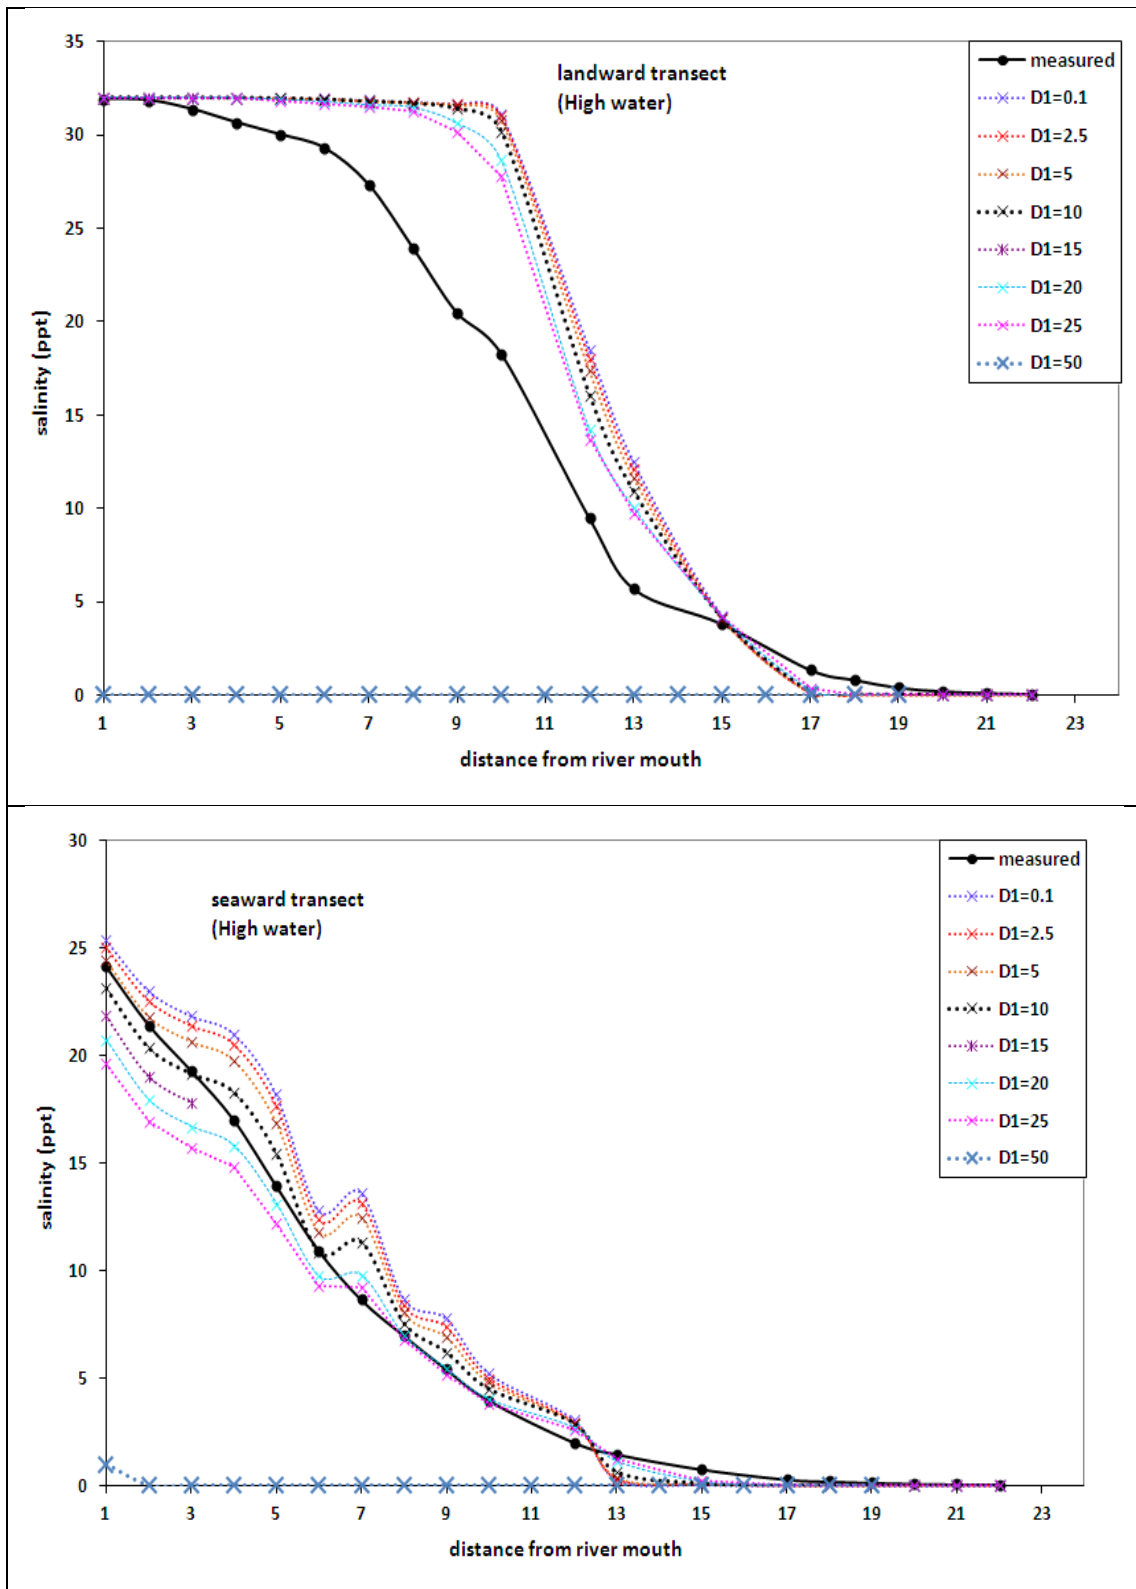 35
30
25
20
15
10
5
0
salinity (ppt)
landward transect
(High water)
measured
D1=0.1
D1=2.5
D1=5
D1=10
D1=15
D1=20
D1=25
D1=50
1 3 5 7 9 11 13 15 17 19 21 23
distance from river mouth
30
25
20
15
10
5
0
salinity (ppt)
seaward transect
(High water)
measured
D1=0.1
D1=2.5
D1=5
D1=10
D1=15
D1=20
D1=25
D1=50
1 3 5 7 9 11 13 15 17 19 21 23
distance from river mouth